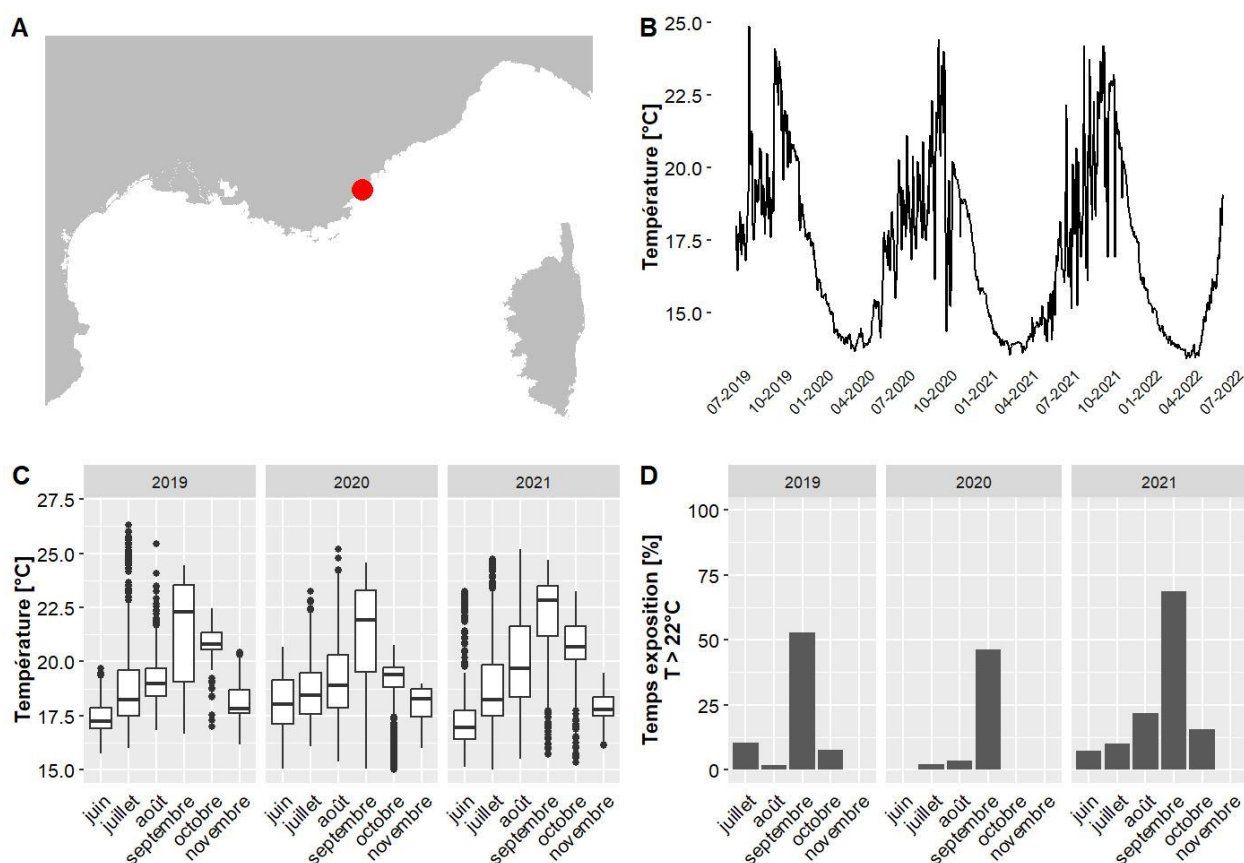 A
B
Température [°C]
25.0
22.5
20.0
17.5
15.0
07-2019
10-2019
01-2020
04-2020
07-2020
10-2020
01-2021
04-2021
07-2021
10-2021
01-2022
04-2022
07-2022
C
2019
2020
2021
Température [°C]
27.5
25.0
22.5
20.0
17.5
15.0
juin
juillet
août
septembre
octobre
novembre
juin
juillet
août
septembre
octobre
novembre
juin
juillet
août
septembre
octobre
novembre
D
2019
2020
2021
Temps exposition [%]
T > 22°C
100
75
50
25
0
juillet
août
septembre
octobre
novembre
juin
juillet
août
septembre
octobre
novembre
juin
juillet
août
septembre
octobre
novembre